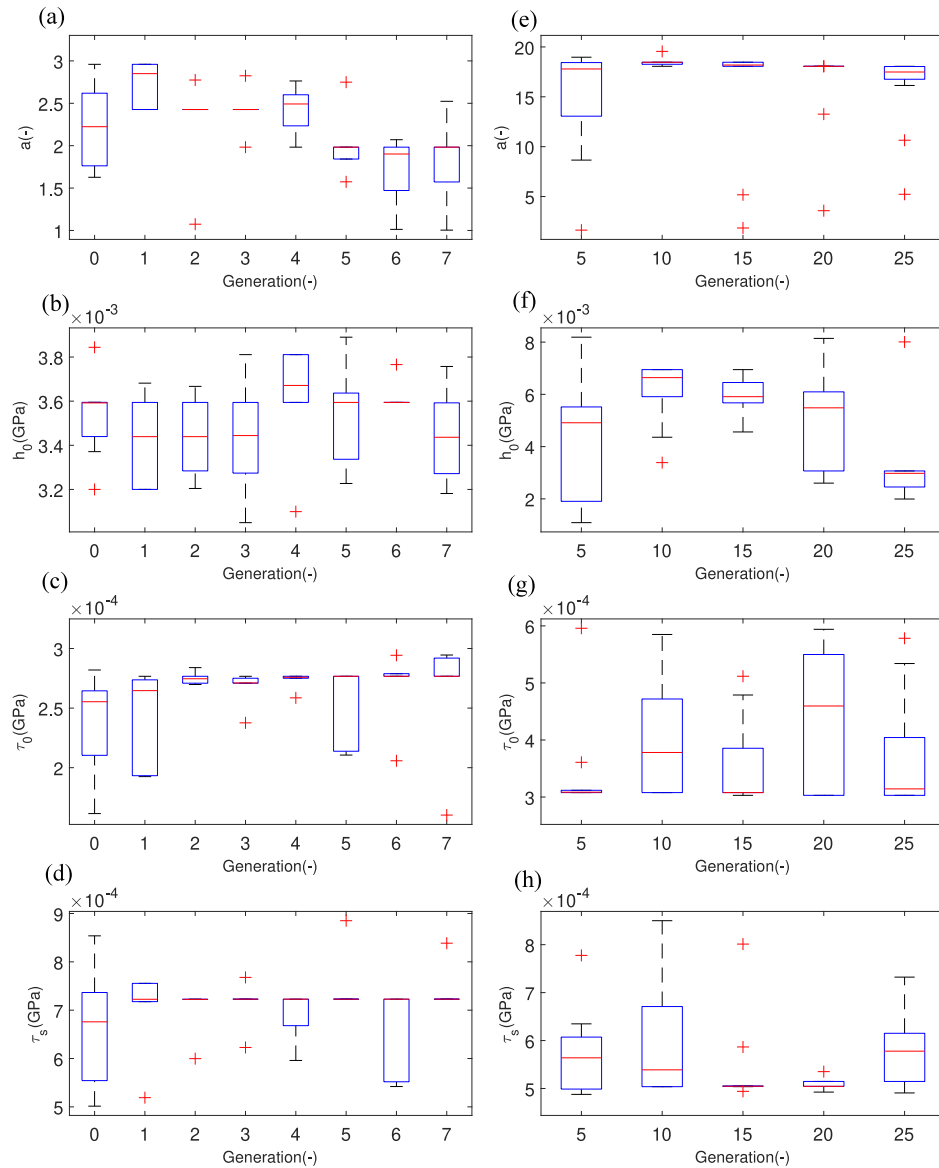 (a)
3
2.5
2
1.5
1
a(-)
0 1 2 3 4 5 6 7
Generation(-)
(b)
×10⁻³
3.8
3.6
3.4
3.2
h₀(GPa)
0 1 2 3 4 5 6 7
Generation(-)
(c)
×10⁻⁴
3
2.5
2
τ₀(GPa)
0 1 2 3 4 5 6 7
Generation(-)
(d)
×10⁻⁴
9
8
7
6
5
τₛ(GPa)
0 1 2 3 4 5 6 7
Generation(-)
(e)
20
15
10
5
a(-)
5 10 15 20 25
Generation(-)
(f)
×10⁻³
8
6
4
2
h₀(GPa)
5 10 15 20 25
Generation(-)
(g)
×10⁻⁴
6
5
4
3
τ₀(GPa)
5 10 15 20 25
Generation(-)
(h)
×10⁻⁴
8
7
6
5
τₛ(GPa)
5 10 15 20 25
Generation(-)